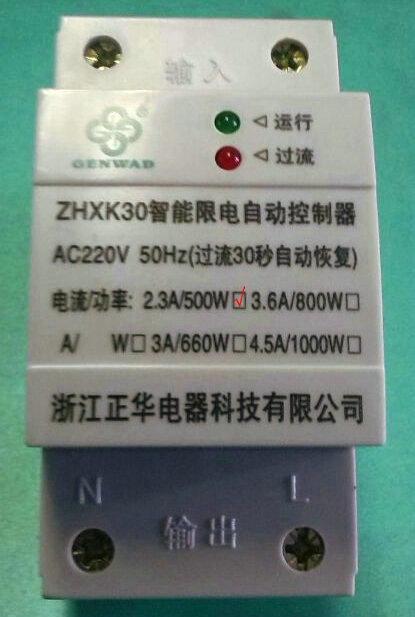 输入
®
GENWAD
◁ 运行
◁ 过流
ZHXK30智能限电自动控制器
AC220V 50Hz(过流30秒自动恢复)
电流/功率: 2.3A/500W☑ 3.6A/800W□
A/ W□ 3A/660W□ 4.5A/1000W□
浙江正华电器科技有限公司
N L
输出